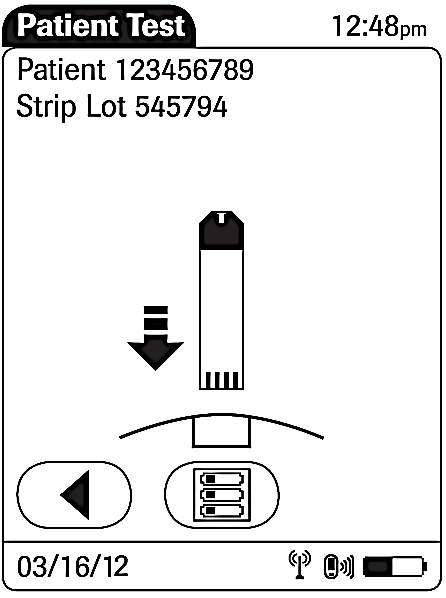 Patient Test
12:48pm
Patient 123456789
Strip Lot 545794
03/16/12